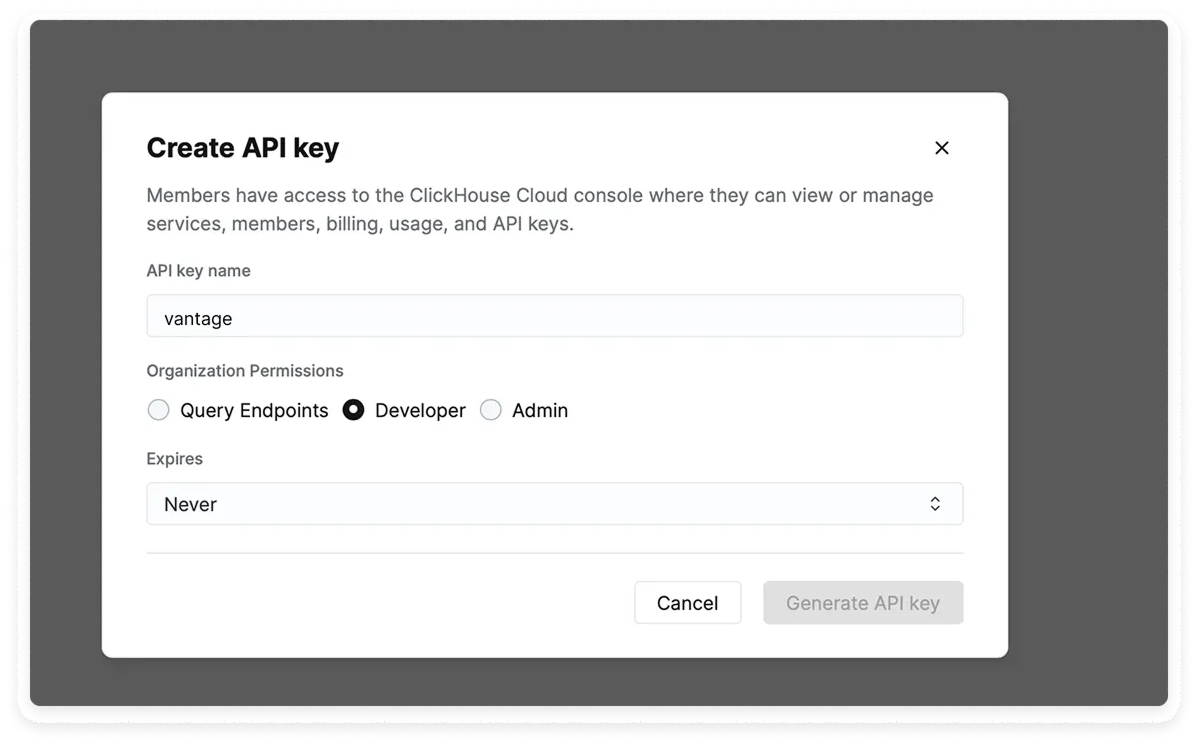 Create API key
Members have access to the ClickHouse Cloud console where they can view or manage
services, members, billing, usage, and API keys.
API key name
vantage
Organization Permissions
Query Endpoints Developer Admin
Expires
Never
Cancel Generate API key